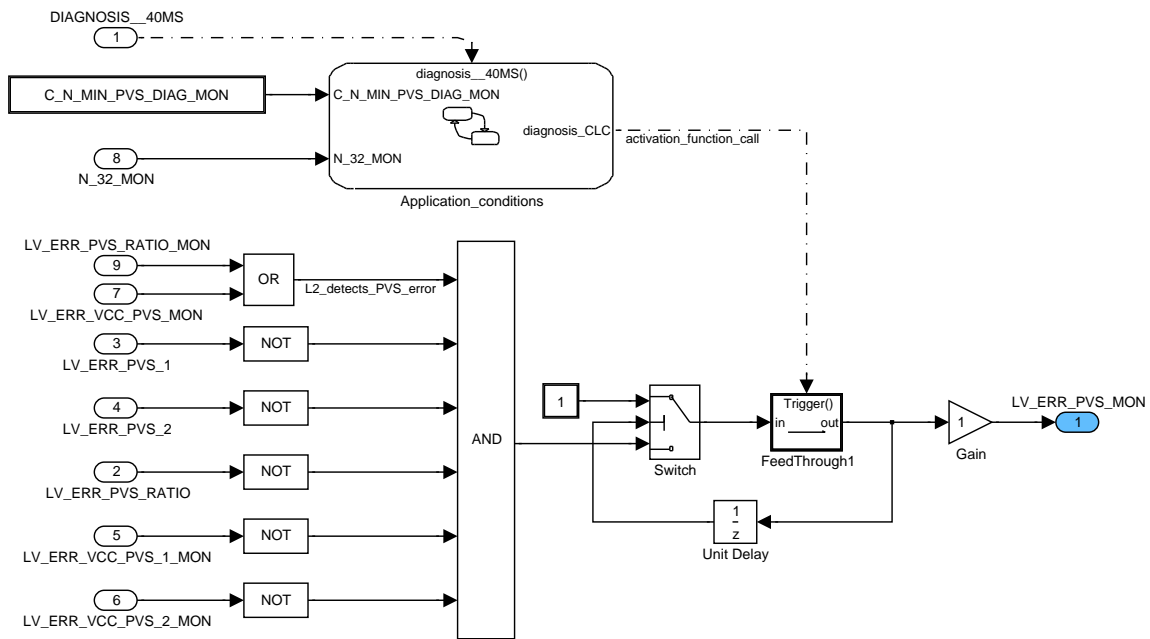 DIAGNOSIS__40MS
1
diagnosis__40MS()
C_N_MIN_PVS_DIAG_MON
C_N_MIN_PVS_DIAG_MON
diagnosis_CLC
activation_function_call
8
N_32_MON
N_32_MON
Application_conditions
LV_ERR_PVS_RATIO_MON
9
OR
L2_detects_PVS_error
7
LV_ERR_VCC_PVS_MON
3
NOT
LV_ERR_PVS_1
4
NOT
LV_ERR_PVS_2
AND
1
Switch
Trigger()
in
out
FeedThrough1
1
Gain
LV_ERR_PVS_MON
1
2
NOT
LV_ERR_PVS_RATIO
1
z
Unit Delay
5
NOT
LV_ERR_VCC_PVS_1_MON
6
NOT
LV_ERR_VCC_PVS_2_MON